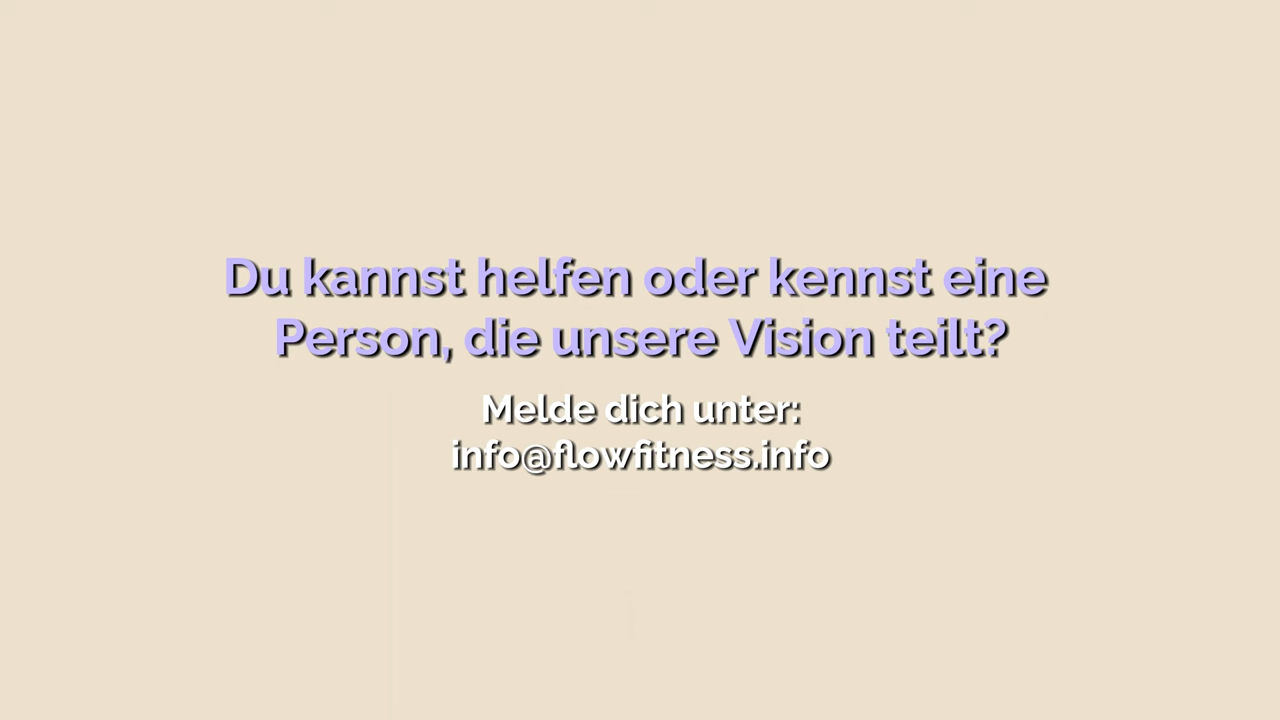 Du kannst helfen oder kennst eine
Person, die unsere Vision teilt?
Melde dich unter:
info@flowfitness.info